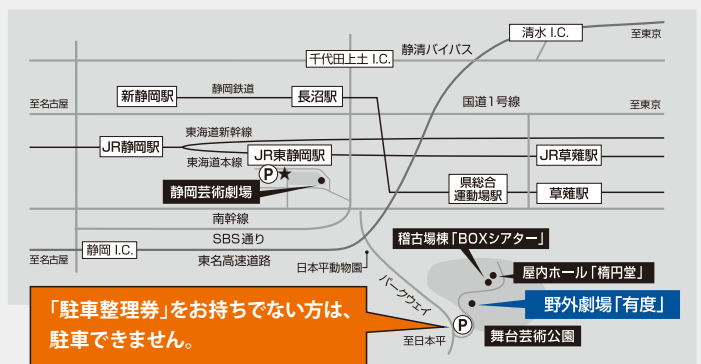 清水 I.C.
至東京
静清バイパス
千代田上土 I.C.
静岡鉄道
新静岡駅
長沼駅
至名古屋
国道1号線
至東京
東海道新幹線
JR静岡駅
東海道本線
JR東静岡駅
JR草薙駅
P★
静岡芸術劇場
県総合
運動場駅
草薙駅
南幹線
SBS通り
静岡 I.C.
至名古屋
東名高速道路
日本平動物園
稽古場棟「BOXシアター」
屋内ホール「楕円堂」
パークウェイ
野外劇場「有度」
P
至日本平
舞台芸術公園
「駐車整理券」をお持ちでない方は、
駐車できません。